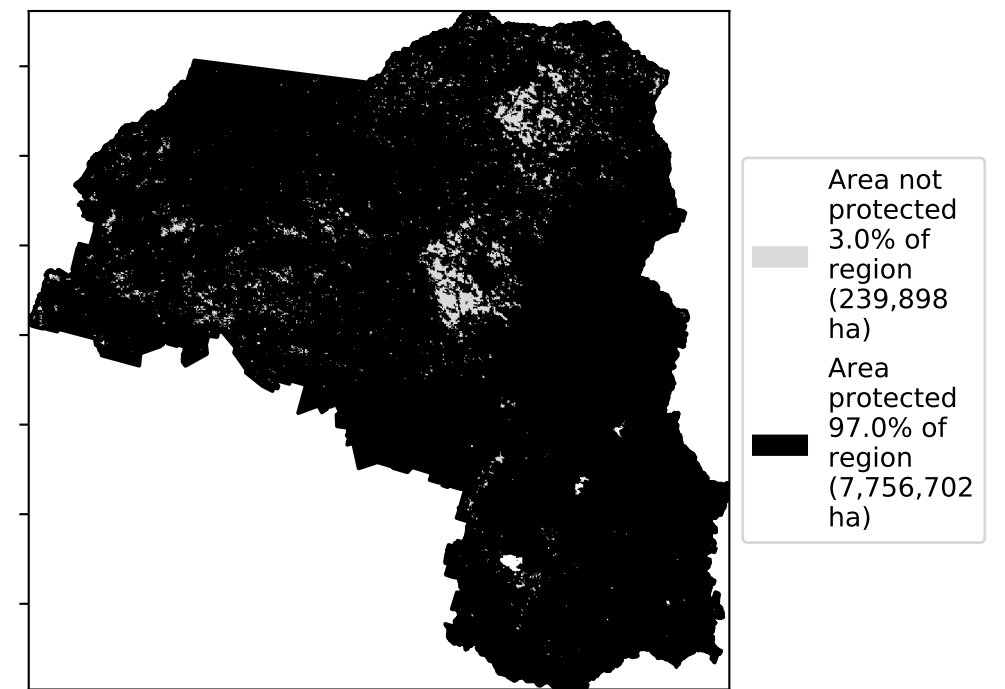 Area not
protected
3.0% of
region
(239,898
ha)
Area
protected
97.0% of
region
(7,756,702
ha)